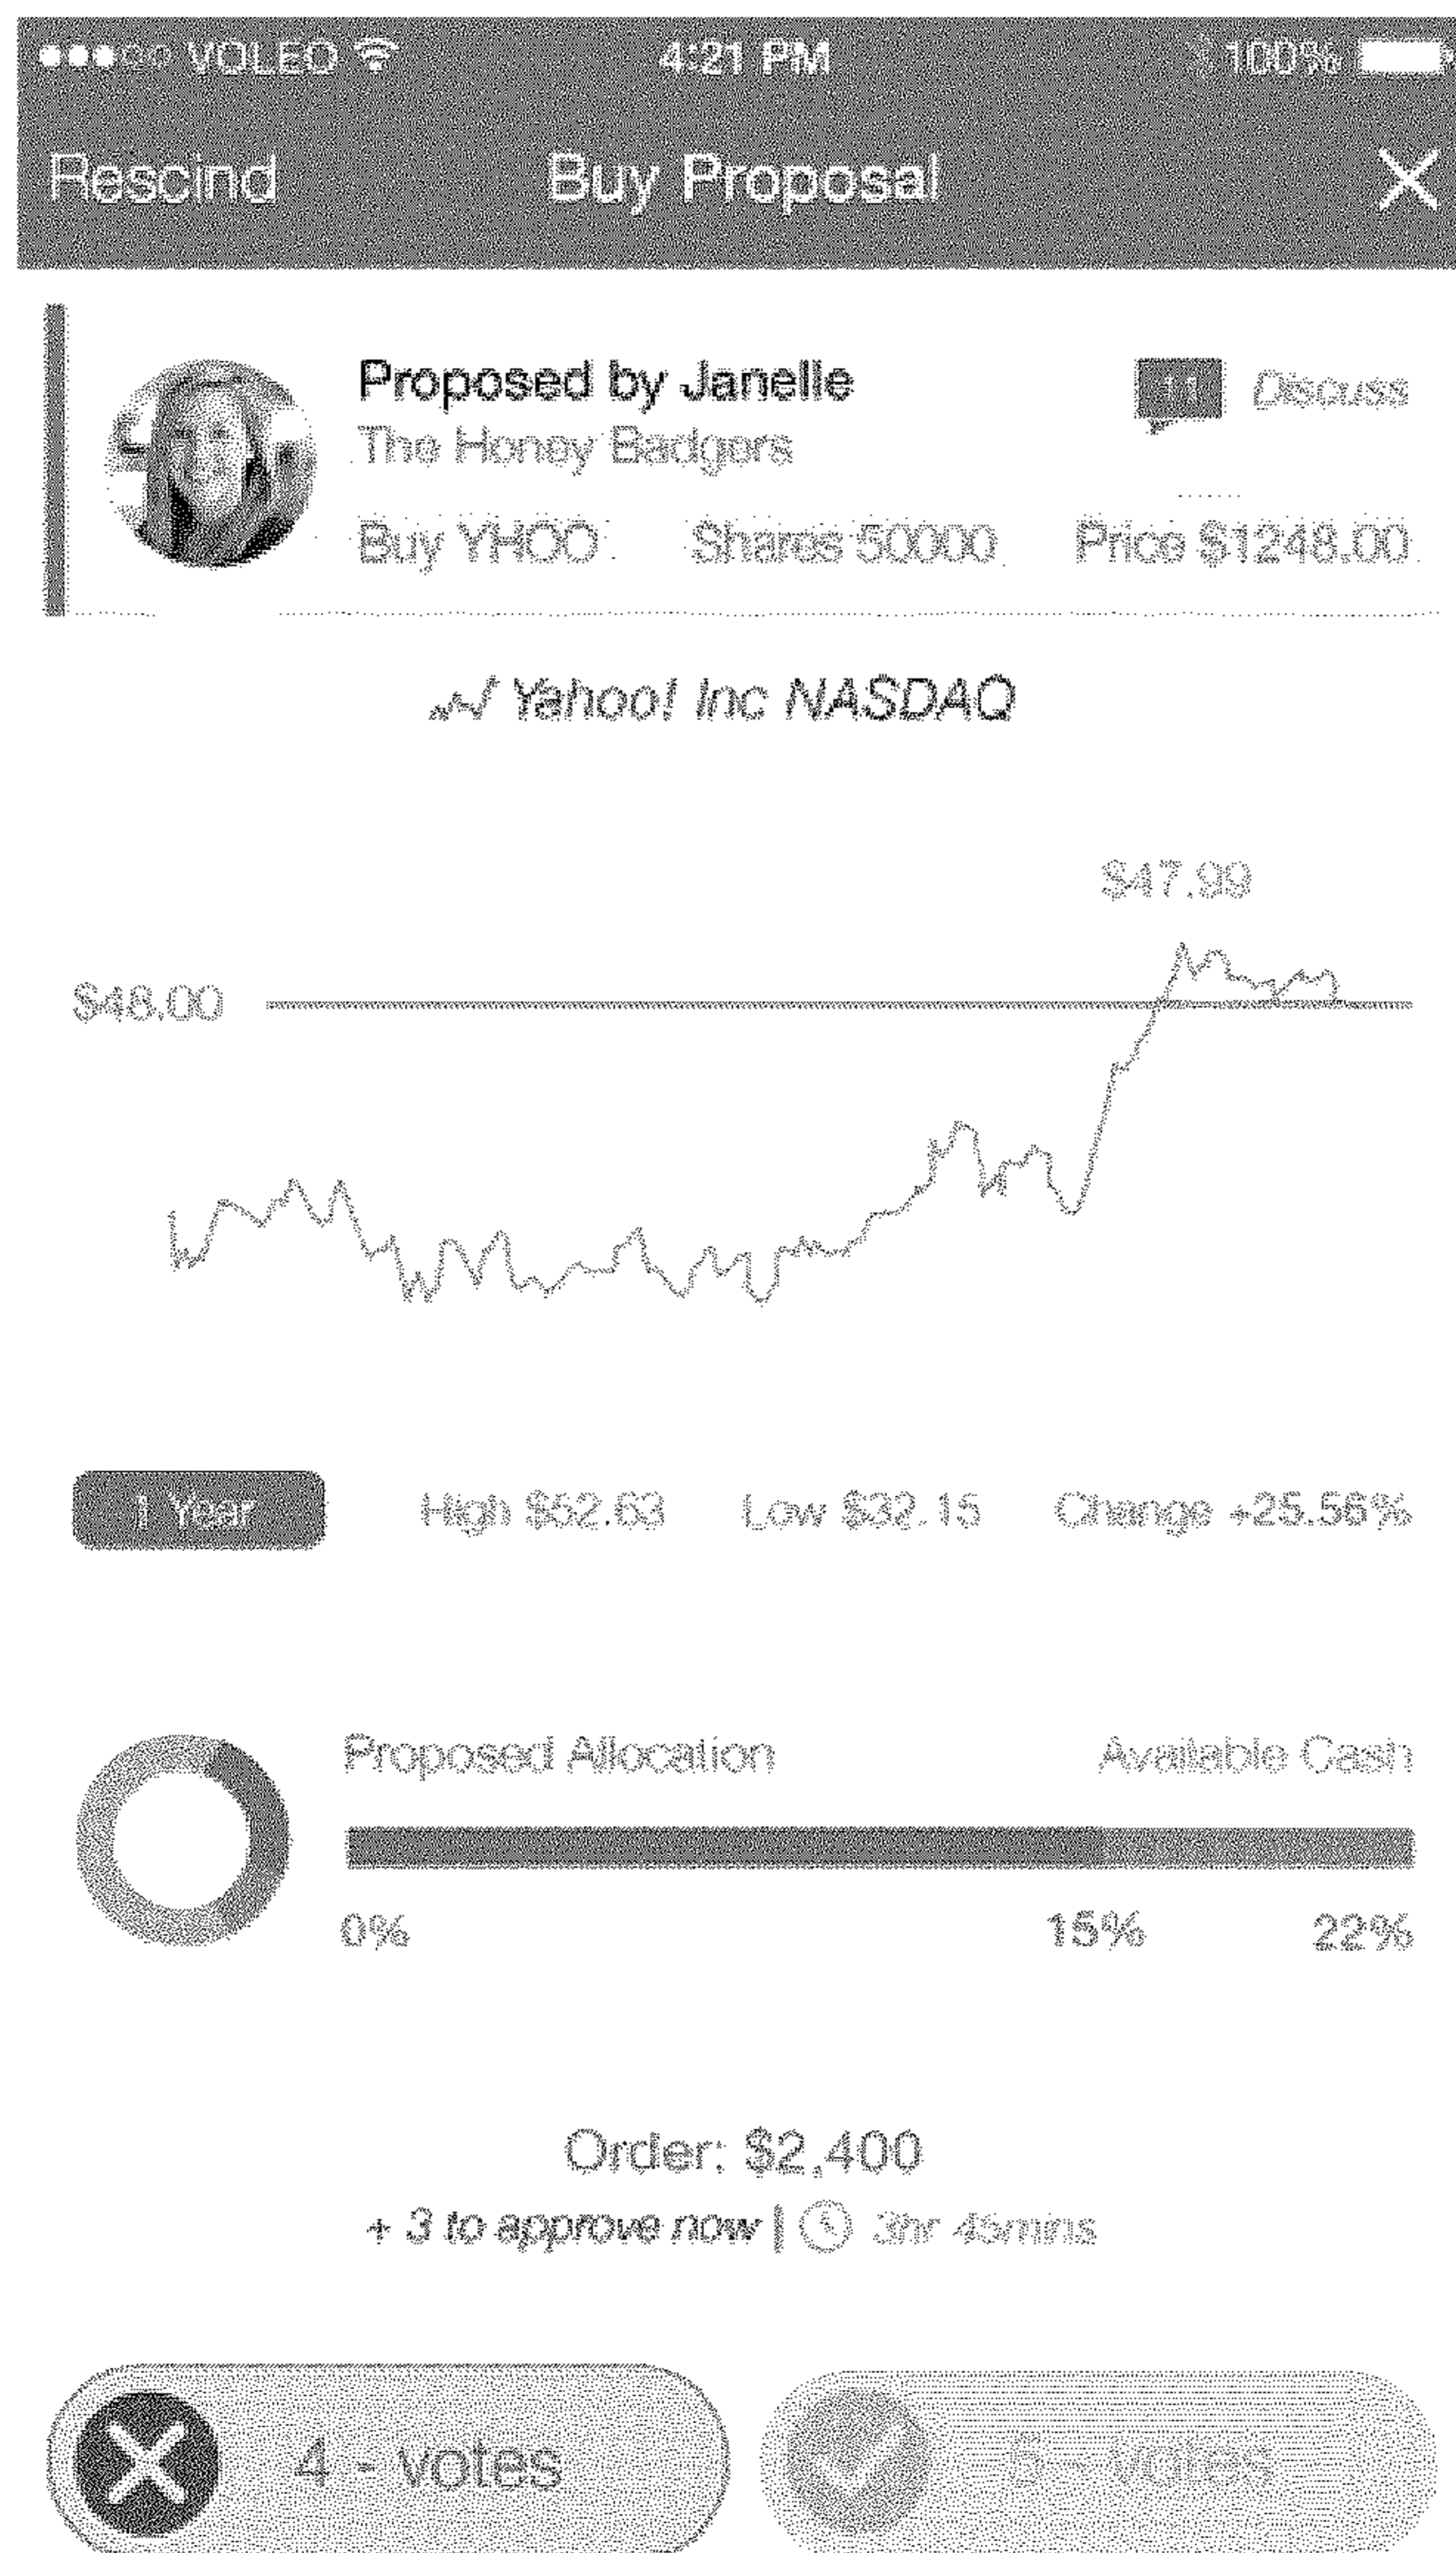 VOLEO 4:21 PM 100%
Rescind Buy Proposal
Proposed by Janelle 11 Discuss
The Honey Badgers
Buy YHOO Shares 50000 Price $1248.00
Yahoo! Inc NASDAQ
$47.99
$48.00
1 Year High $52.63 Low $32.15 Change +25.56%
Proposed Allocation Available Cash
0% 15% 22%
Order: $2,400
+ 3 to approve now | 3hr 45mins
4 - votes - votes